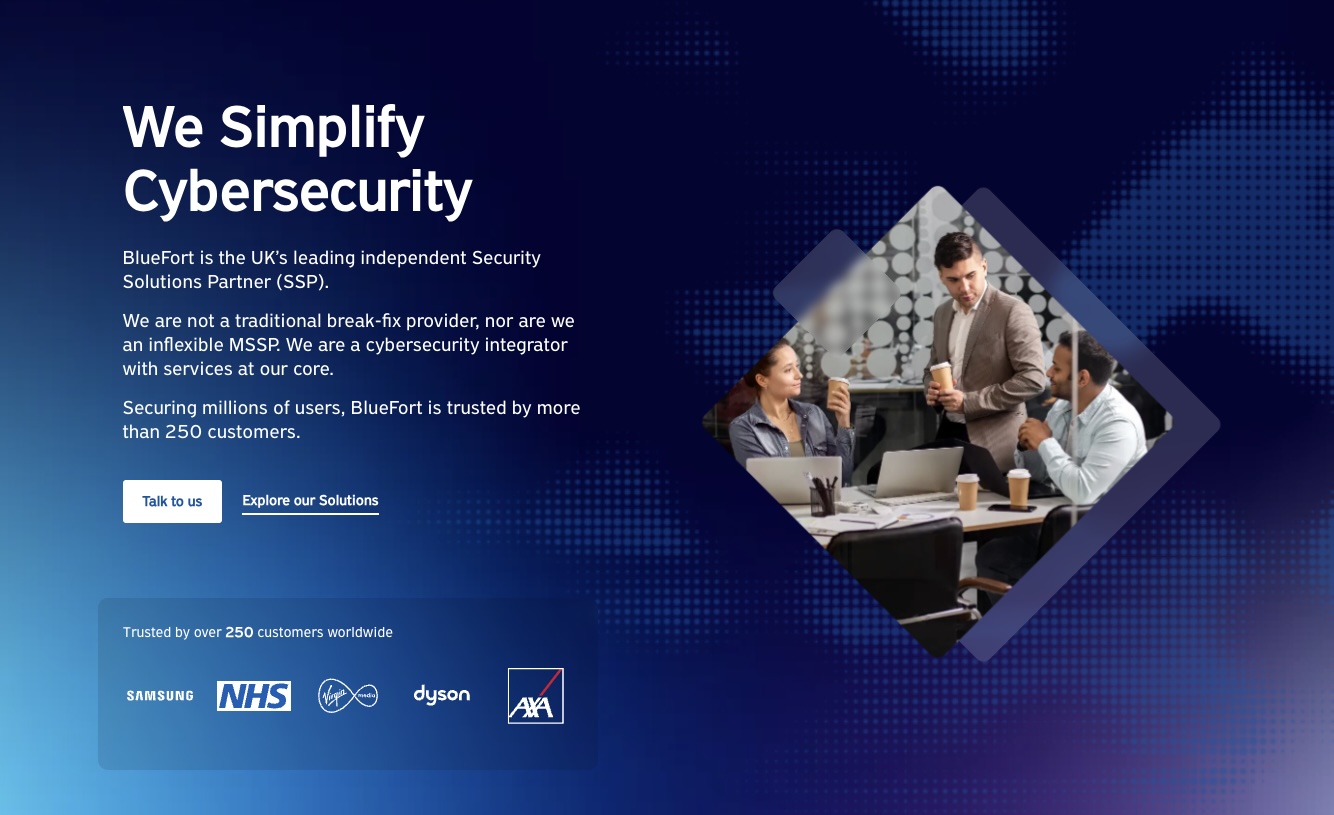 We Simplify
Cybersecurity
BlueFort is the UK’s leading independent Security
Solutions Partner (SSP).
We are not a traditional break-fix provider, nor are we
an inflexible MSSP. We are a cybersecurity integrator
with services at our core.
Securing millions of users, BlueFort is trusted by more
than 250 customers.
Talk to us
Explore our Solutions
Trusted by over 250 customers worldwide
SAMSUNG
NHS
Virgin media
dyson
AXA